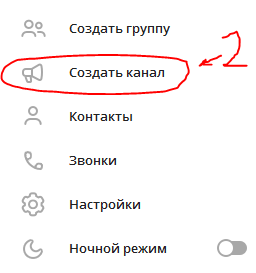 Создать группу
Создать канал
2
Контакты
Звонки
Настройки
Ночной режим